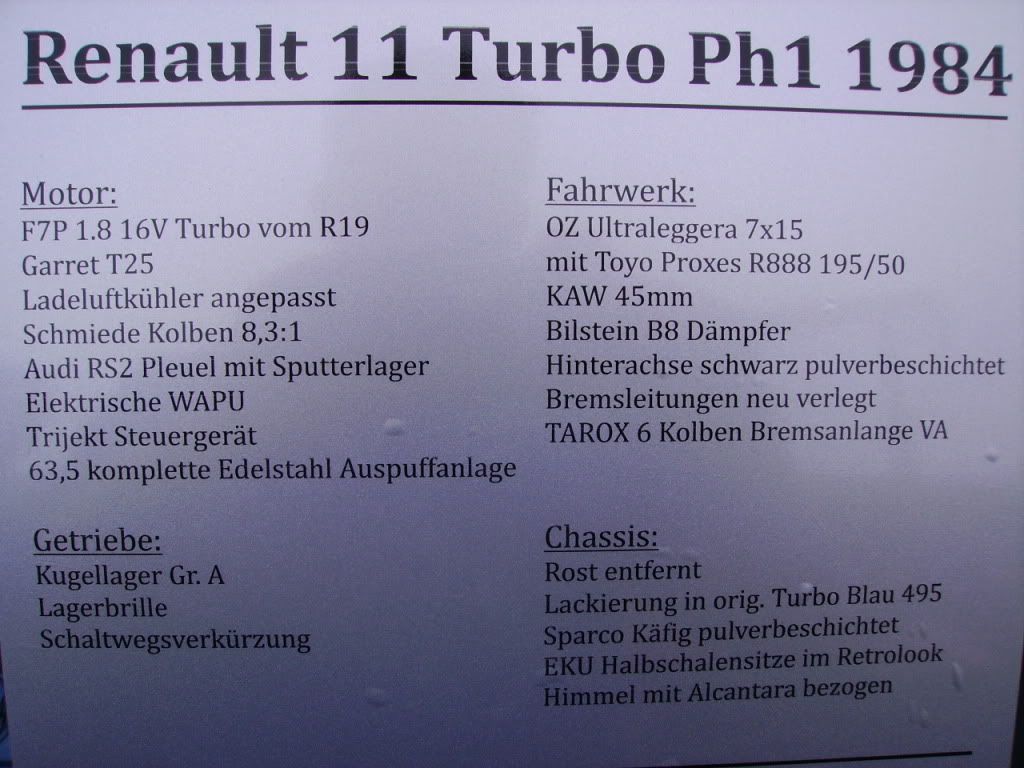 Renault 11 Turbo Ph1 1984
Motor:
F7P 1.8 16V Turbo vom R19
Garret T25
Ladeluftkühler angepasst
Schmiede Kolben 8,3:1
Audi RS2 Pleuel mit Sputterlager
Elektrische WAPU
Trijekt Steuergerät
63,5 komplette Edelstahl Auspuffanlage
Getriebe:
Kugellager Gr. A
Lagerbrille
Schaltwegsverkürzung
Fahrwerk:
OZ Ultraleggera 7x15
mit Toyo Proxes R888 195/50
KAW 45mm
Bilstein B8 Dämpfer
Hinterachse schwarz pulverbeschichtet
Bremsleitungen neu verlegt
TAROX 6 Kolben Bremsanlange VA
Chassis:
Rost entfernt
Lackierung in orig. Turbo Blau 495
Sparco Käfig pulverbeschichtet
EKU Halbschalensitze im Retrolook
Himmel mit Alcantara bezogen